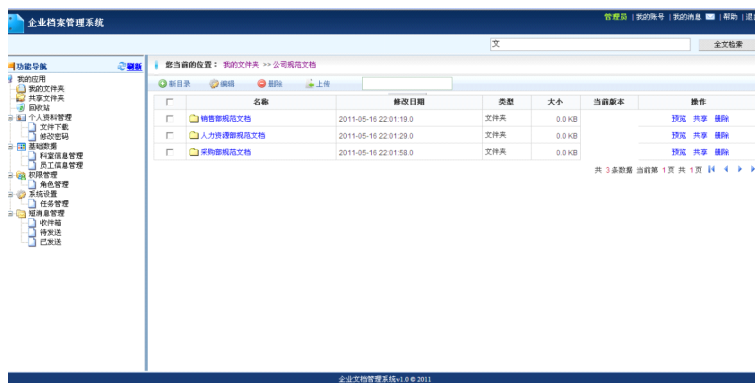 企业档案管理系统
管理员 | 我的账号 | 我的消息 | 帮助 |
文 全文检索
功能导航 刷新
您当前的位置： 我的文件夹 >> 公司规范文档
新目录 编辑 删除 上传
我的应用
我的文件夹
共享文件夹
回收站
个人资料管理
文件下载
修改密码
基础数据
科室信息管理
员工信息管理
权限管理
角色管理
系统设置
任务管理
短消息管理
收件箱
待发送
已发送
名称 修改日期 类型 大小 当前版本 操作
销售部规范文档 2011-05-16 22:01:19.0 文件夹 0.0 KB 预览 共享 删除
人力资源部规范文档 2011-05-16 22:01:29.0 文件夹 0.0 KB 预览 共享 删除
采购部规范文档 2011-05-16 22:01:58.0 文件夹 0.0 KB 预览 共享 删除
共 3条数据 当前第 1页 共 1页
企业文档管理系统v1.0 © 2011